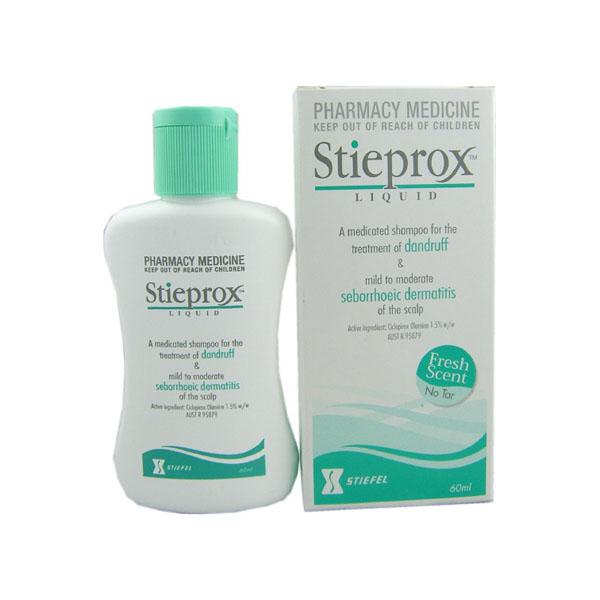 PHARMACY MEDICINE
KEEP OUT OF REACH OF CHILDREN
Stieprox™
LIQUID
A medicated shampoo for the
treatment of dandruff
&
mild to moderate
seborrhoeic dermatitis
of the scalp
Active ingredient: Ciclopirox Olamine 1.5% w/w
AUST R 95879
STIEFEL
60ml
PHARMACY MEDICINE
KEEP OUT OF REACH OF CHILDREN
Stieprox™
LIQUID
A medicated shampoo for the
treatment of dandruff
&
mild to moderate
seborrhoeic dermatitis
of the scalp
Active ingredient: Ciclopirox Olamine 1.5% w/w
AUST R 95879
Fresh
Scent
No Tar
STIEFEL
60ml